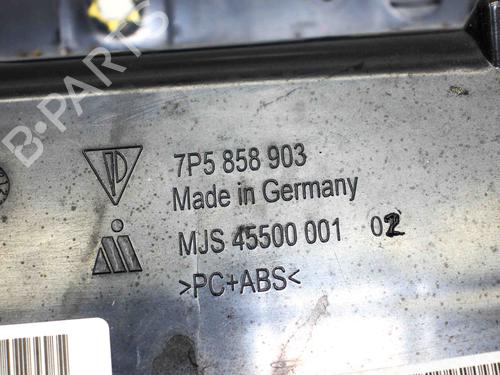 B-PARTS
7P5 858 903
Made in Germany
MJS 45500 001 02
>PC+ABS<